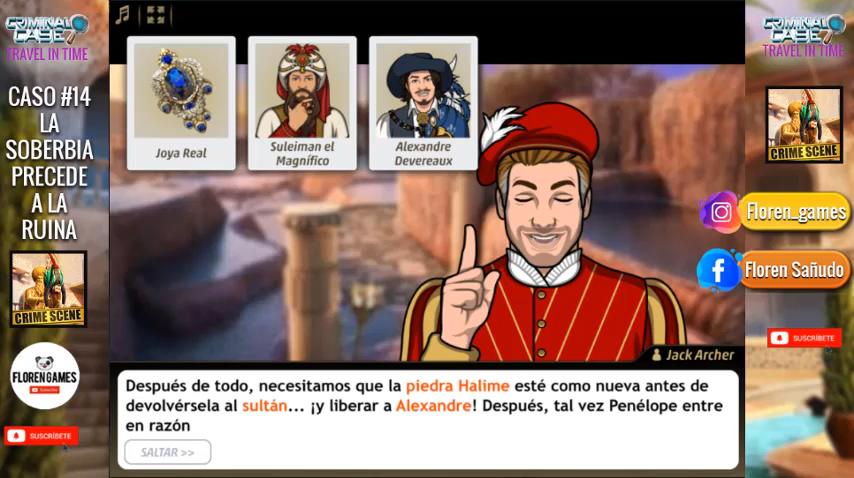 CRIMINAL
CASE
TRAVEL IN TIME
CASO #14
LA
SOBERBIA
PRECEDE
A LA
RUINA
CRIME SCENE
FLOREN GAMES
SUSCRÍBETE
Joya Real
Suleiman el
Magnífico
Alexandre
Devereaux
Jack Archer
Después de todo, necesitamos que la piedra Halime esté como nueva antes de
devolvérsela al sultán... ¡y liberar a Alexandre! Después, tal vez Penélope entre
en razón
SALTAR >>
CRIMINAL
CASE
TRAVEL IN TIME
CRIME SCENE
Floren_games
Floren Sañudo
SUSCRÍBETE